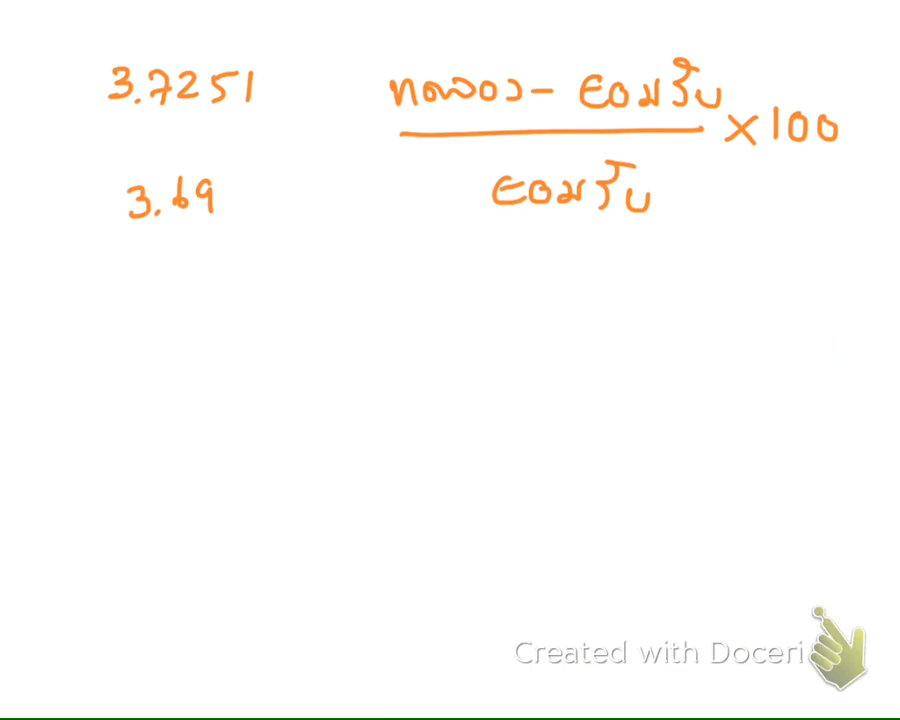 3.7251
ทดลอง - ยอมรับ
× 100
3.69
ยอมรับ
Created with Doceri